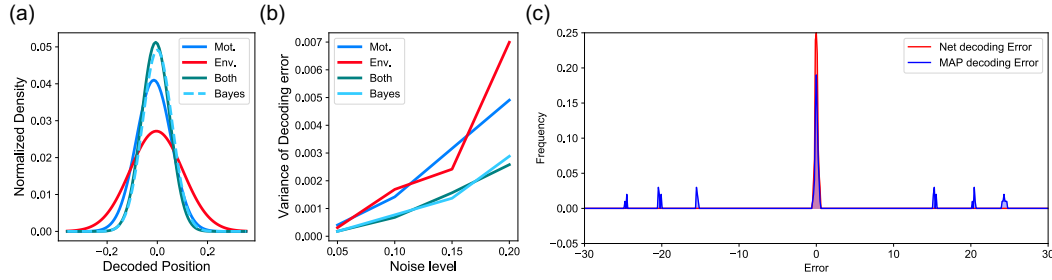 (a)
Normalized Density
0.05
0.04
0.03
0.02
0.01
0.00
−0.2
0.0
0.2
Decoded Position
Mot.
Env.
Both
Bayes
(b)
Variance of Decoding error
0.007
0.006
0.005
0.004
0.003
0.002
0.001
0.000
0.05
0.10
0.15
0.20
Noise level
Mot.
Env.
Both
Bayes
(c)
Frequency
0.25
0.20
0.15
0.10
0.05
0.00
−0.05
−30
−20
−10
0
10
20
30
Error
Net decoding Error
MAP decoding Error